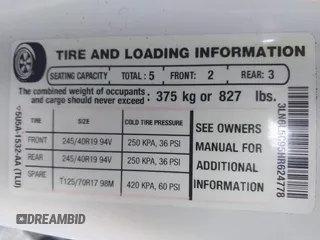 TIRE AND LOADING INFORMATION
SEATING CAPACITY TOTAL : 5 FRONT: 2 REAR: 3
The combined weight of occupants and cargo should never exceed : 375 kg or 827 lbs.
TIRE SIZE COLD TIRE PRESSURE
FRONT 245/40R19 94V 250 KPA, 36 PSI
REAR 245/40R19 94V 250 KPA, 36 PSI
SPARE T125/70R17 98M 420 KPA, 60 PSI
SEE OWNERS
MANUAL FOR
ADDITIONAL
INFORMATION
(TLU)
DREAMBID